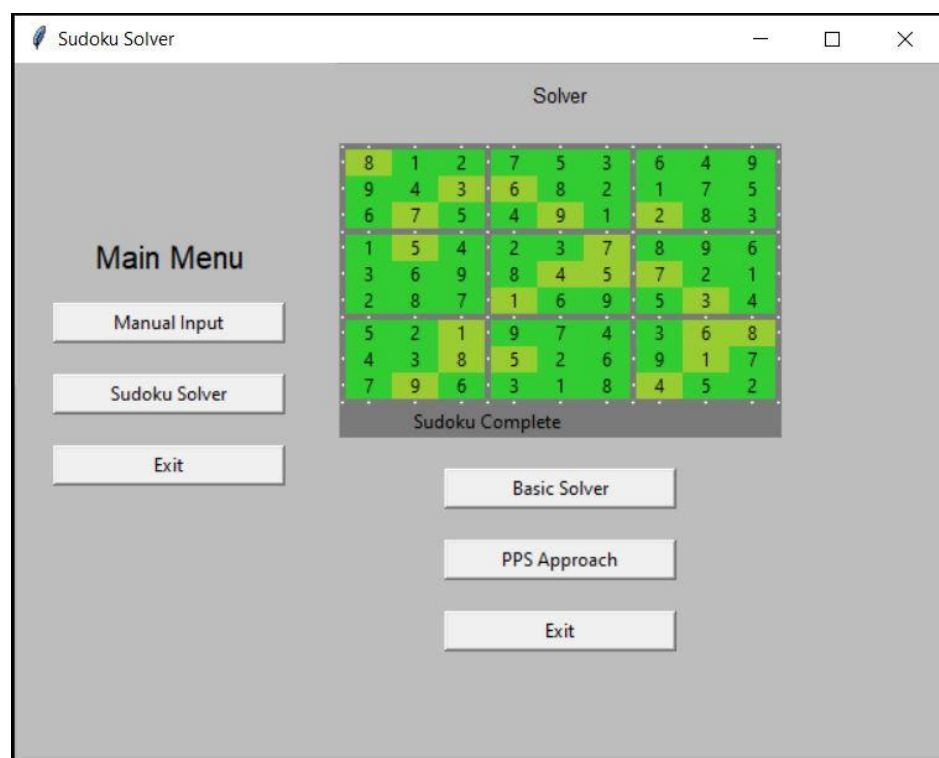 Sudoku Solver
Solver
8 1 2 7 5 3 6 4 9
9 4 3 6 8 2 1 7 5
6 7 5 4 9 1 2 8 3
1 5 4 2 3 7 8 9 6
3 6 9 8 4 5 7 2 1
2 8 7 1 6 9 5 3 4
5 2 1 9 7 4 3 6 8
4 3 8 5 2 6 9 1 7
7 9 6 3 1 8 4 5 2
Sudoku Complete
Main Menu
Manual Input
Sudoku Solver
Exit
Basic Solver
PPS Approach
Exit